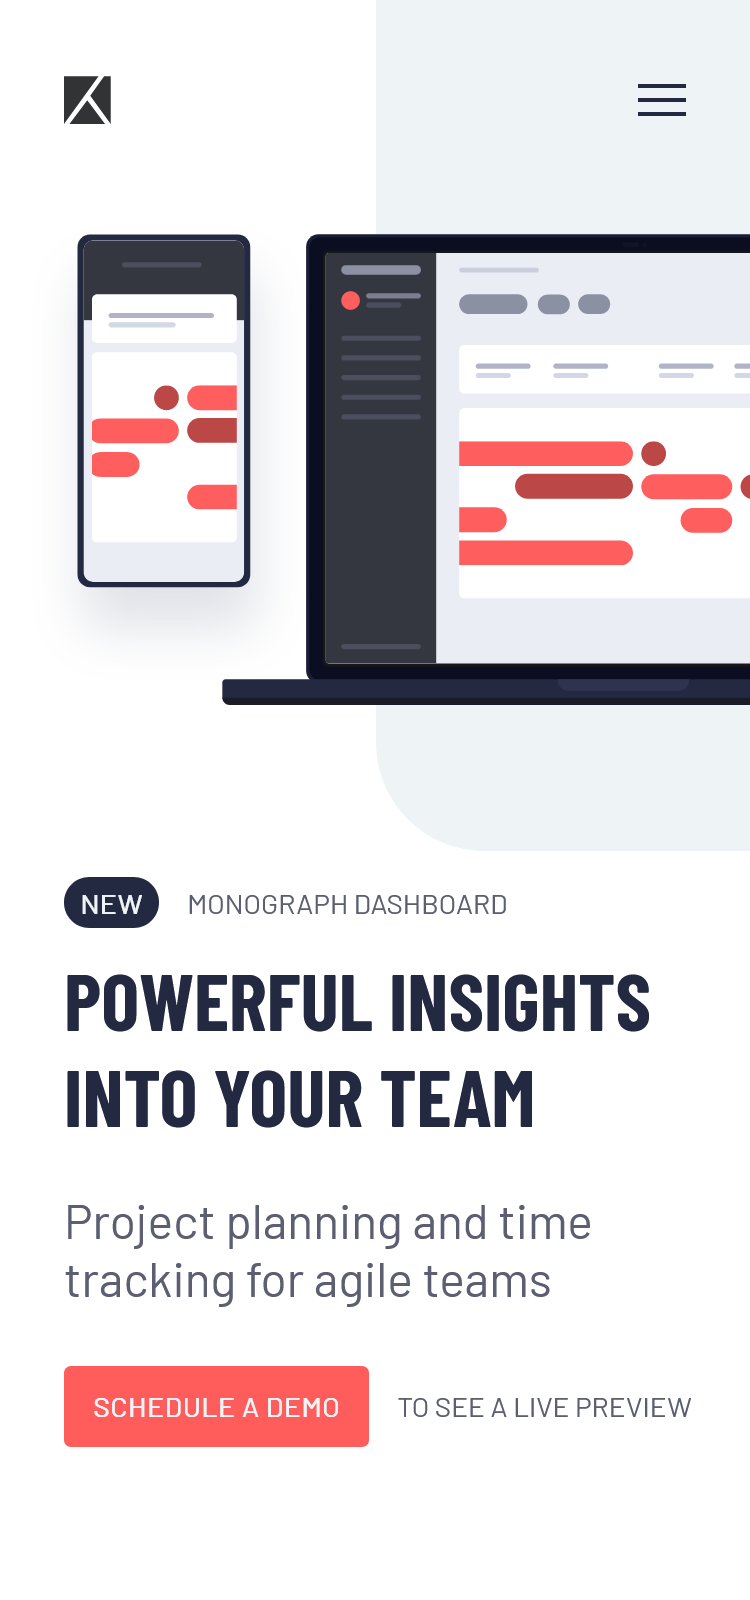 NEW MONOGRAPH DASHBOARD
POWERFUL INSIGHTS
INTO YOUR TEAM
Project planning and time
tracking for agile teams
SCHEDULE A DEMO TO SEE A LIVE PREVIEW